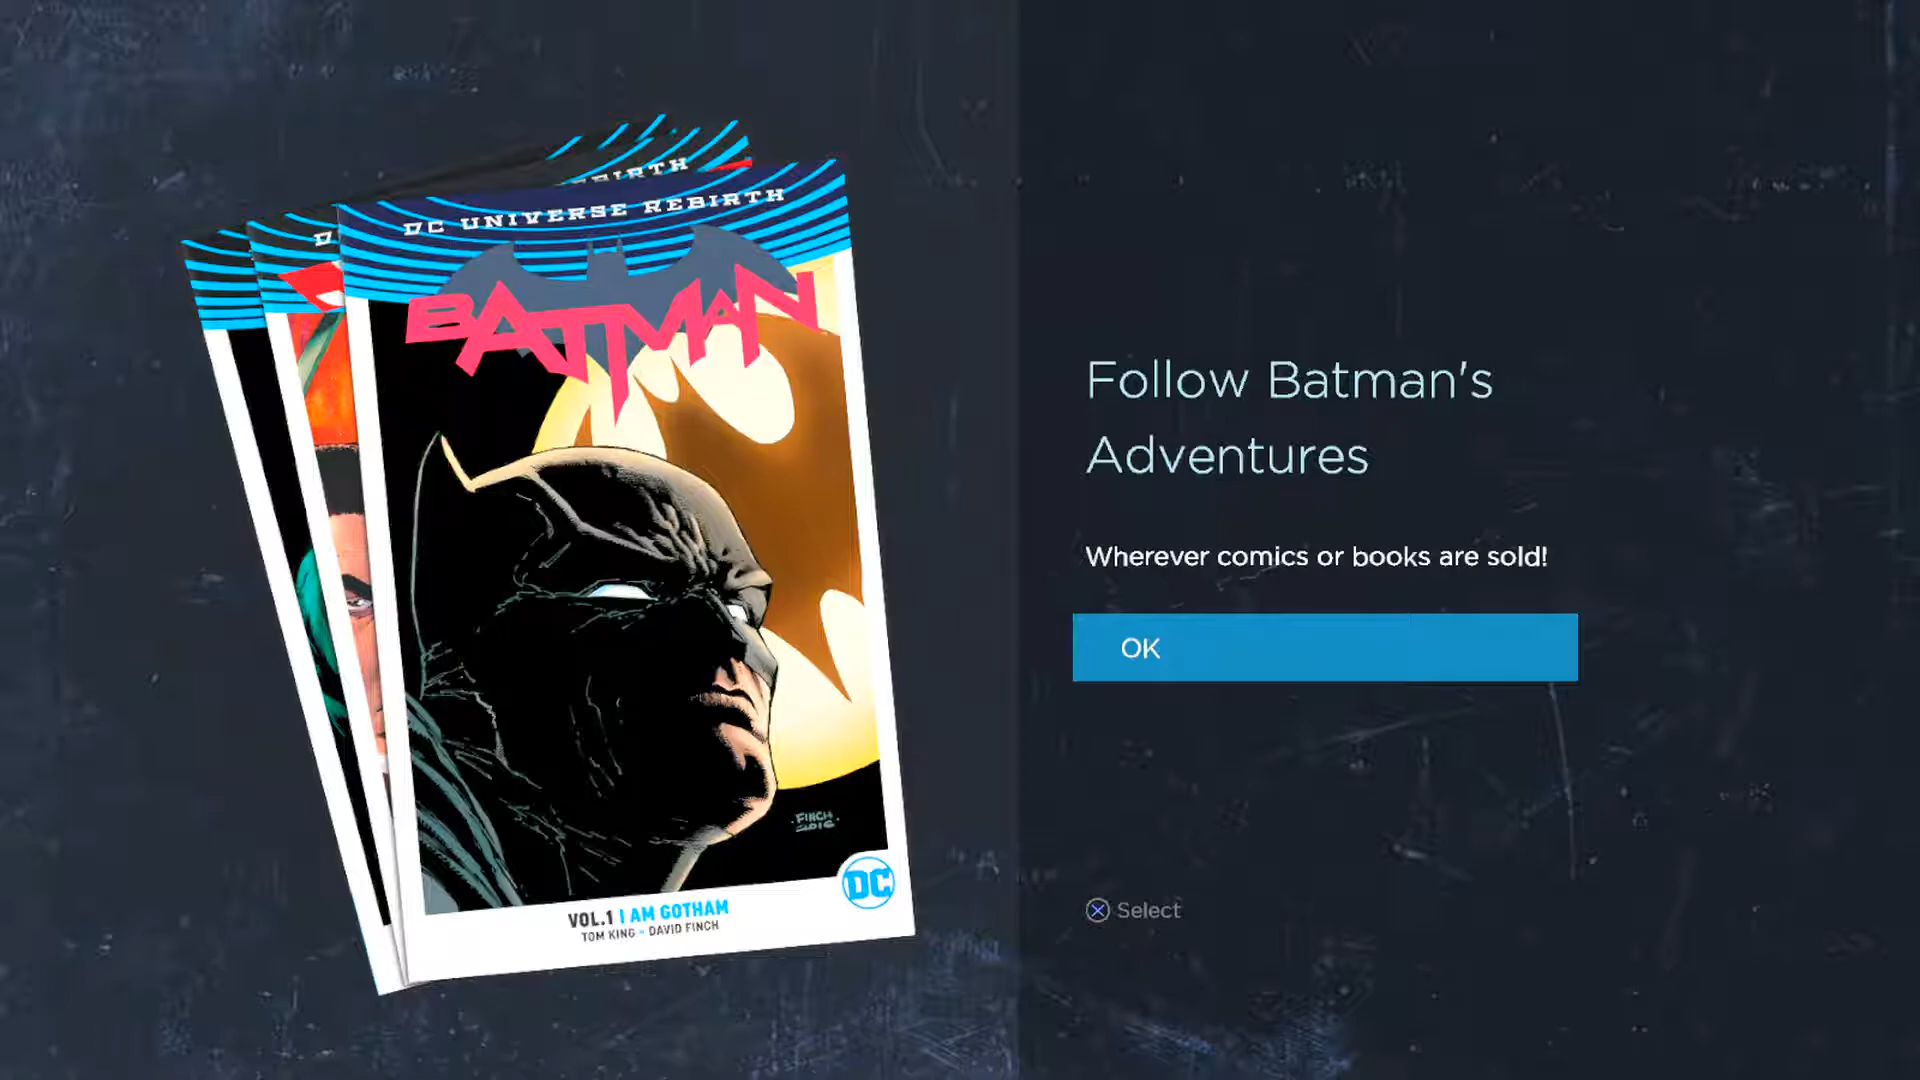 DC UNIVERSE REBIRTH
BATMAN
FINCH
2016
DC
VOL.1 I AM GOTHAM
TOM KING - DAVID FINCH
Follow Batman's
Adventures
Wherever comics or books are sold!
OK
Select